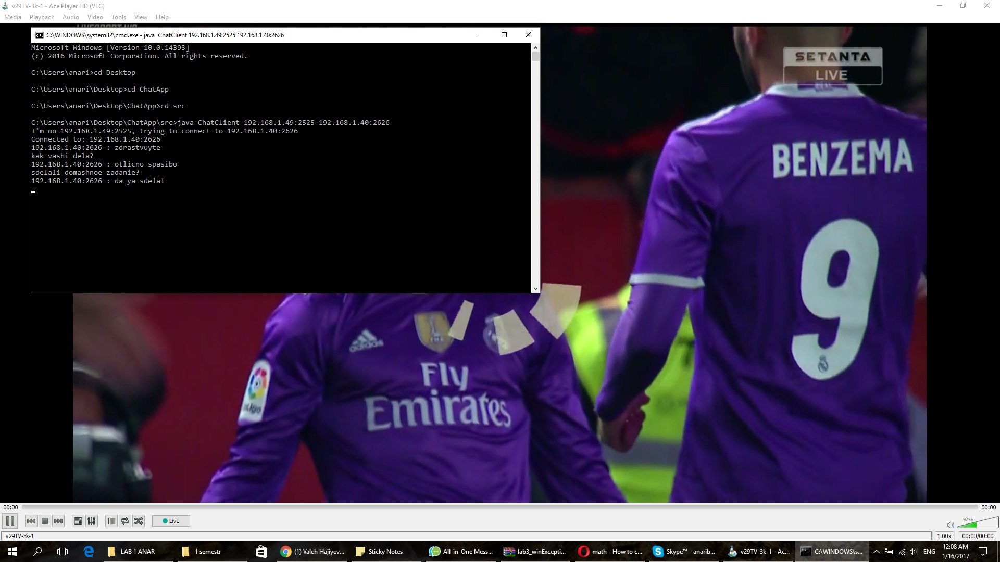 v29TV-3k-1 - Ace Player HD (VLC)
Media Playback Audio Video Tools View Help
C:\WINDOWS\system32\cmd.exe - java ChatClient 192.168.1.49:2525 192.168.1.40:2626
Microsoft Windows [Version 10.0.14393]
(c) 2016 Microsoft Corporation. All rights reserved.
C:\Users\anari>cd Desktop
C:\Users\anari\Desktop>cd ChatApp
C:\Users\anari\Desktop\ChatApp>cd src
C:\Users\anari\Desktop\ChatApp\src>java ChatClient 192.168.1.49:2525 192.168.1.40:2626
I'm on 192.168.1.49:2525, trying to connect to 192.168.1.40:2626
Connected to: 192.168.1.40:2626
192.168.1.40:2626 : zdrastvuyte
kak vashi dela?
192.168.1.40:2626 : otlicno spasibo
sdelali domashnoe zadanie?
192.168.1.40:2626 : da ya sdelal
SETANTA
LIVE
BENZEMA
9
adidas
Fly
Emirates
00:00 00:00
Live
92%
v29TV-3k-1 1.00x 00:00/00:00
LAB 1 ANAR
1 semestr
(1) Valeh Hajiyev...
Sticky Notes
All-in-One Mess...
lab3_winExcepti...
math - How to c...
Skype™ - anarib...
v29TV-3k-1 - Ac...
C:\WINDOWS\s...
ENG
12:08 AM
1/16/2017